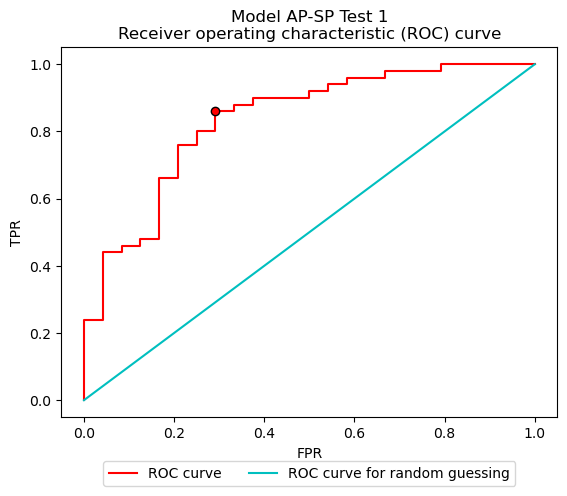 Model AP-SP Test 1
Receiver operating characteristic (ROC) curve
1.0
0.8
0.6
0.4
0.2
0.0
TPR
0.0 0.2 0.4 0.6 0.8 1.0
FPR
ROC curve ROC curve for random guessing